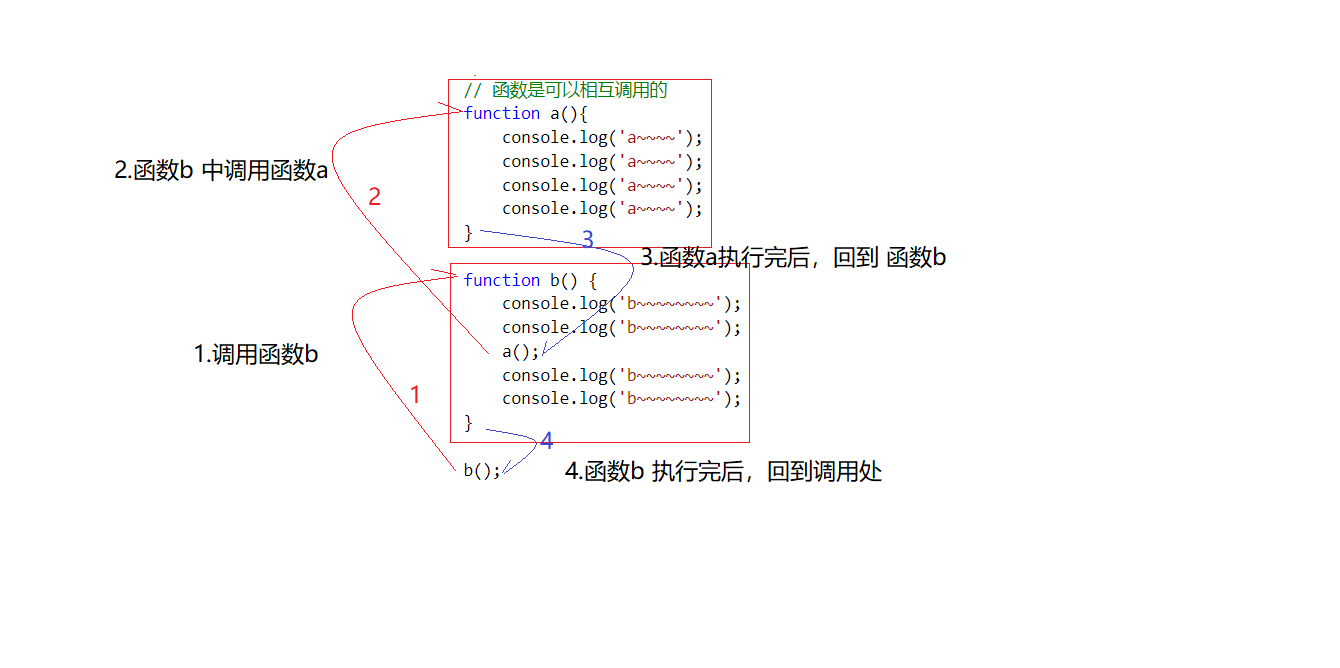 // 函数是可以相互调用的
function a(){
console.log('a~~~~');
console.log('a~~~~');
2.函数b 中调用函数a
console.log('a~~~~');
2
console.log('a~~~~');
}
3
3.函数a执行完后，回到 函数b
function b() {
console.log('b~~~~~~~~');
console.log('b~~~~~~~~');
1.调用函数b
a();
console.log('b~~~~~~~~');
1
console.log('b~~~~~~~~');
}
4
b();
4.函数b 执行完后，回到调用处